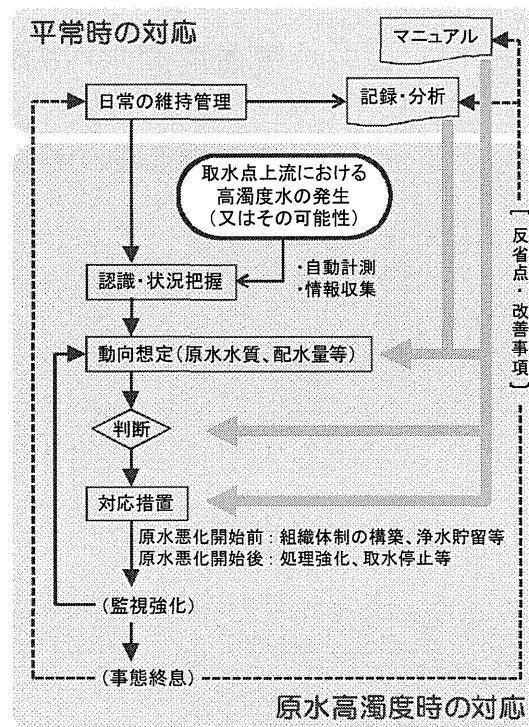 平常時の対応
マニュアル
日常の維持管理
記録・分析
取水点上流における
高濁度水の発生
(又はその可能性)
・自動計測
・情報収集
認識・状況把握
[反省点・改善事項]
動向想定(原水水質、配水量等)
判断
対応措置
原水悪化開始前：組織体制の構築、浄水貯留等
原水悪化開始後：処理強化、取水停止等
(監視強化)
(事態終息)
原水高濁度時の対応